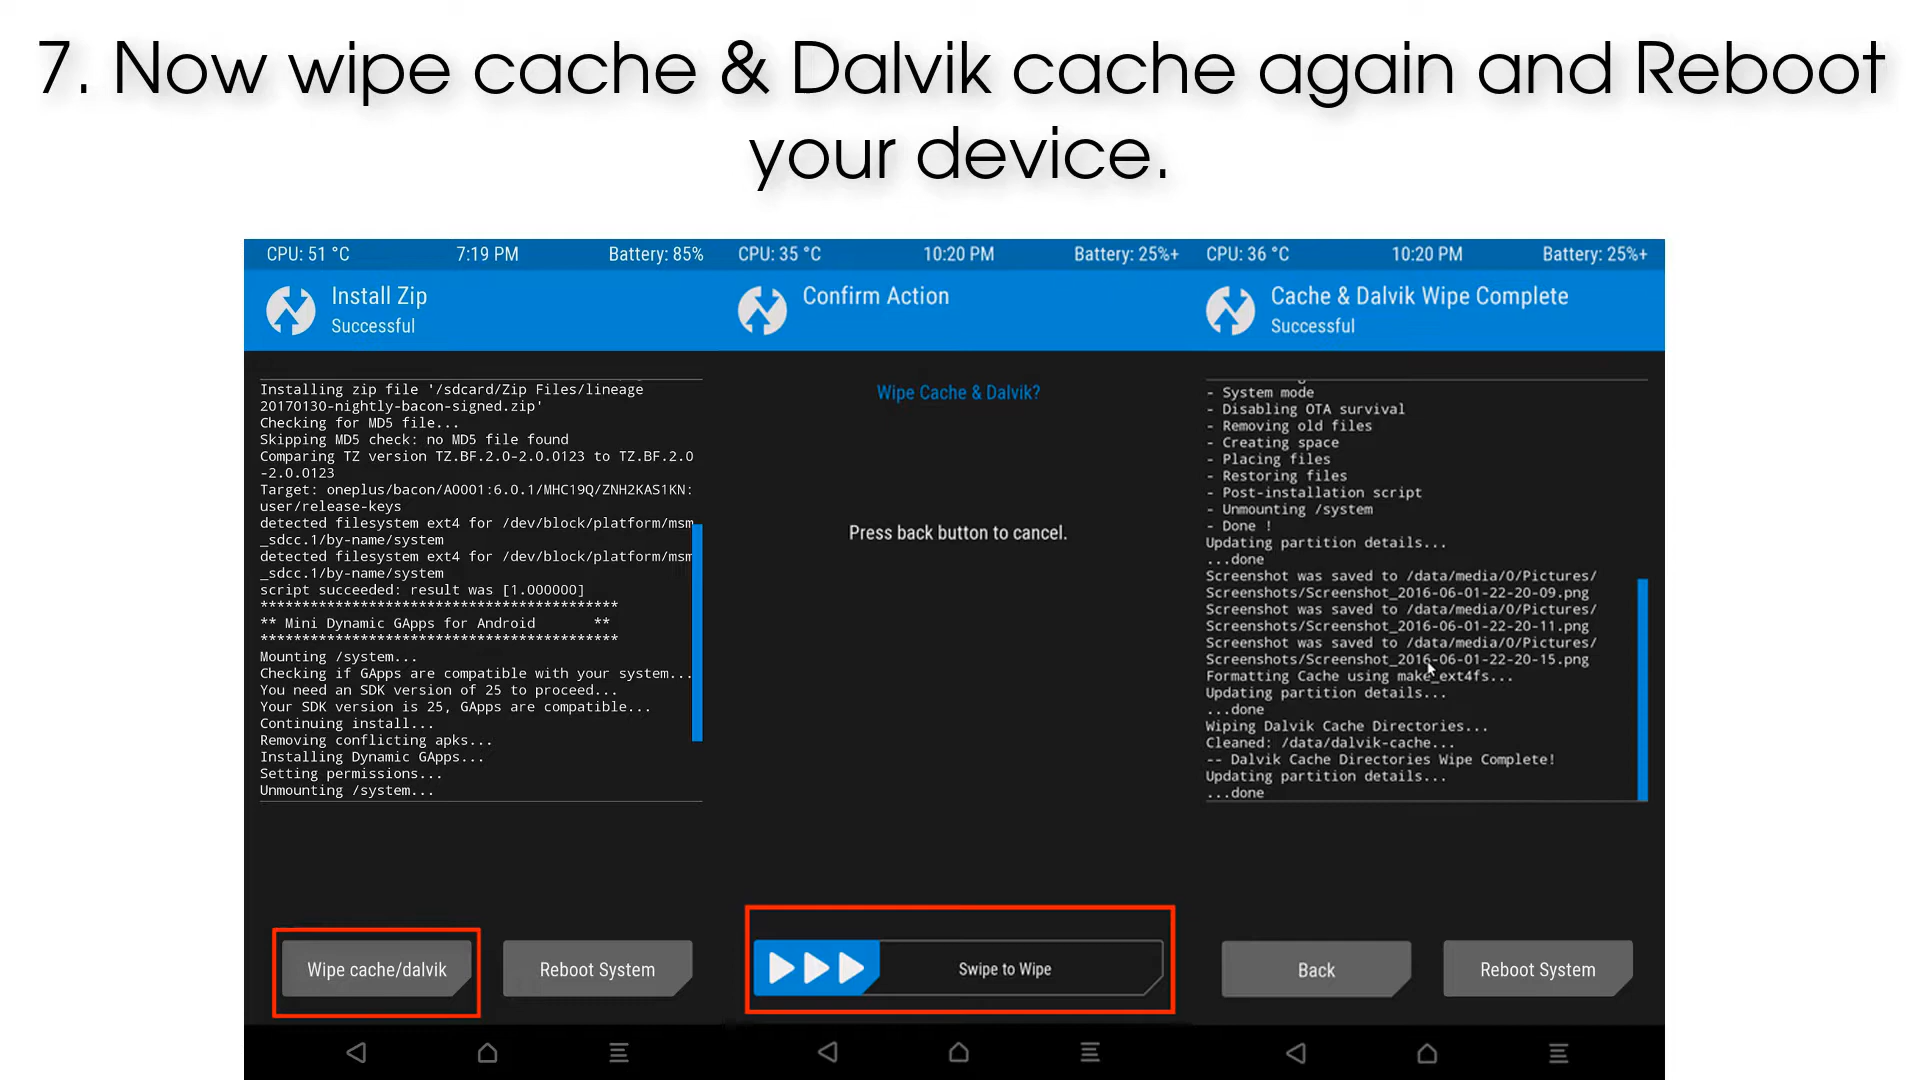 7. Now wipe cache & Dalvik cache again and Reboot
your device.
CPU: 51 °C 7:19 PM Battery: 85%
Install Zip
Successful
Installing zip file '/sdcard/Zip Files/lineage
20170130-nightly-bacon-signed.zip'
Checking for MD5 file...
Skipping MD5 check: no MD5 file found
Comparing TZ version TZ.BF.2.0-2.0.0123 to TZ.BF.2.0
-2.0.0123
Target: oneplus/bacon/A0001:6.0.1/MHC19Q/ZNH2KAS1KN:
user/release-keys
detected filesystem ext4 for /dev/block/platform/msm
_sdcc.1/by-name/system
detected filesystem ext4 for /dev/block/platform/msm
_sdcc.1/by-name/system
script succeeded: result was [1.000000]
*******************************************
** Mini Dynamic GApps for Android **
*******************************************
Mounting /system...
Checking if GApps are compatible with your system...
You need an SDK version of 25 to proceed...
Your SDK version is 25, GApps are compatible...
Continuing install...
Removing conflicting apks...
Installing Dynamic GApps...
Setting permissions...
Unmounting /system...
Wipe cache/dalvik
Reboot System
CPU: 35 °C 10:20 PM Battery: 25%+
Confirm Action
Wipe Cache & Dalvik?
Press back button to cancel.
Swipe to Wipe
CPU: 36 °C 10:20 PM Battery: 25%+
Cache & Dalvik Wipe Complete
Successful
- System mode
- Disabling OTA survival
- Removing old files
- Creating space
- Placing files
- Restoring files
- Post-installation script
- Unmounting /system
- Done !
Updating partition details...
...done
Screenshot was saved to /data/media/0/Pictures/
Screenshots/Screenshot_2016-06-01-22-20-09.png
Screenshot was saved to /data/media/0/Pictures/
Screenshots/Screenshot_2016-06-01-22-20-11.png
Screenshot was saved to /data/media/0/Pictures/
Screenshots/Screenshot_2016-06-01-22-20-15.png
Formatting Cache using make_ext4fs...
Updating partition details...
...done
Wiping Dalvik Cache Directories...
Cleaned: /data/dalvik-cache...
-- Dalvik Cache Directories Wipe Complete!
Updating partition details...
...done
Back
Reboot System